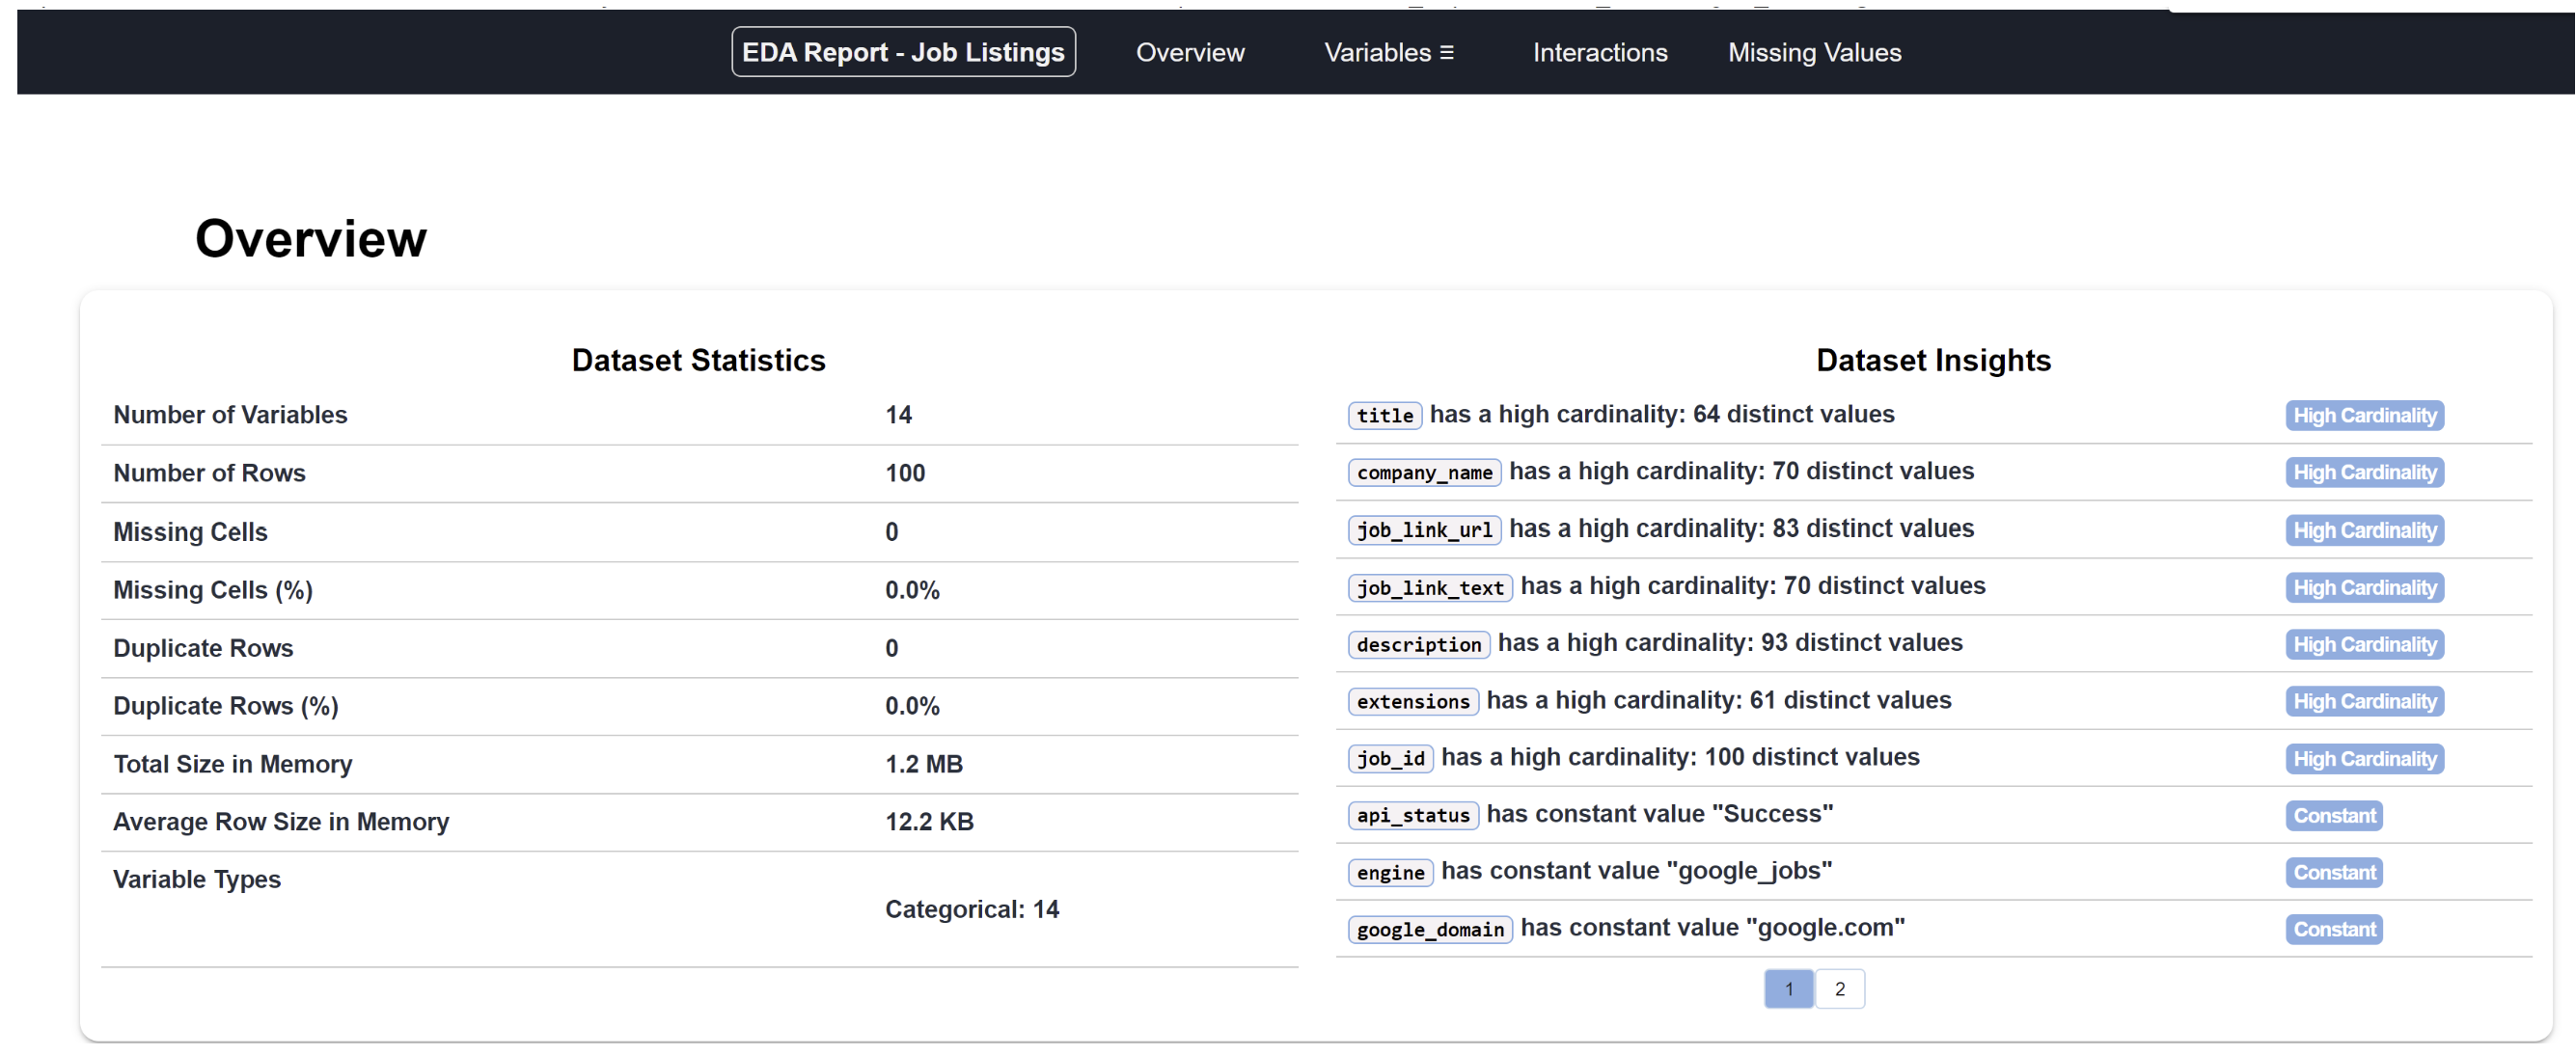 EDA Report - Job Listings Overview Variables ☰ Interactions Missing Values
Overview
Dataset Statistics
Number of Variables 14
Number of Rows 100
Missing Cells 0
Missing Cells (%) 0.0%
Duplicate Rows 0
Duplicate Rows (%) 0.0%
Total Size in Memory 1.2 MB
Average Row Size in Memory 12.2 KB
Variable Types
Categorical: 14
Dataset Insights
title has a high cardinality: 64 distinct values High Cardinality
company_name has a high cardinality: 70 distinct values High Cardinality
job_link_url has a high cardinality: 83 distinct values High Cardinality
job_link_text has a high cardinality: 70 distinct values High Cardinality
description has a high cardinality: 93 distinct values High Cardinality
extensions has a high cardinality: 61 distinct values High Cardinality
job_id has a high cardinality: 100 distinct values High Cardinality
api_status has constant value "Success" Constant
engine has constant value "google_jobs" Constant
google_domain has constant value "google.com" Constant
1 2